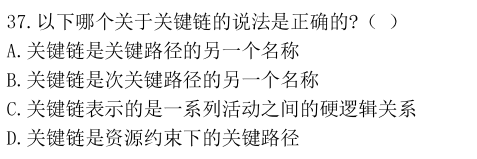 37.以下哪个关于关键链的说法是正确的?（ ）
A.关键链是关键路径的另一个名称
B.关键链是次关键路径的另一个名称
C.关键链表示的是一系列活动之间的硬逻辑关系
D.关键链是资源约束下的关键路径